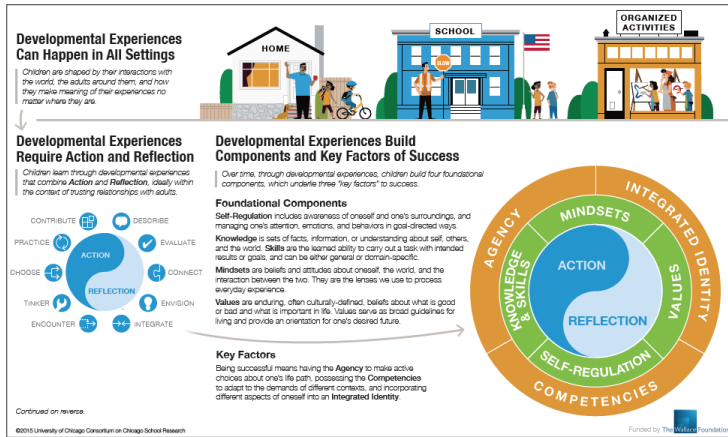 Developmental Experiences
Can Happen in All Settings
Children are shaped by their interactions with
the world, the adults around them, and how
they make meaning of their experiences no
matter where they are.
HOME
SCHOOL
SLOW
ORGANIZED
ACTIVITIES
Developmental Experiences
Require Action and Reflection
Children learn through developmental experiences
that combine Action and Reflection, ideally within
the context of trusting relationships with adults.
CONTRIBUTE
DESCRIBE
PRACTICE
EVALUATE
CHOOSE
CONNECT
TINKER
ENVISION
ENCOUNTER
INTEGRATE
ACTION
REFLECTION
Developmental Experiences Build
Components and Key Factors of Success
Over time, through developmental experiences, children build four foundational
components, which underlie three "key factors" to success.
Foundational Components
Self-Regulation includes awareness of oneself and one's surroundings, and
managing one's attention, emotions, and behaviors in goal-directed ways.
Knowledge is sets of facts, information, or understanding about self, others,
and the world. Skills are the learned ability to carry out a task with intended
results or goals, and can be either general or domain-specific.
Mindsets are beliefs and attitudes about oneself, the world, and the
interaction between the two. They are the lenses we use to process
everyday experience.
Values are enduring, often culturally-defined, beliefs about what is good
or bad and what is important in life. Values serve as broad guidelines for
living and provide an orientation for one's desired future.
Key Factors
Being successful means having the Agency to make active
choices about one's life path, possessing the Competencies
to adapt to the demands of different contexts, and incorporating
different aspects of oneself into an Integrated Identity.
AGENCY
INTEGRATED IDENTITY
COMPETENCIES
MINDSETS
KNOWLEDGE
& SKILLS
VALUES
SELF-REGULATION
ACTION
REFLECTION
Continued on reverse.
©2015 University of Chicago Consortium on Chicago School Research
Funded by The Wallace Foundation